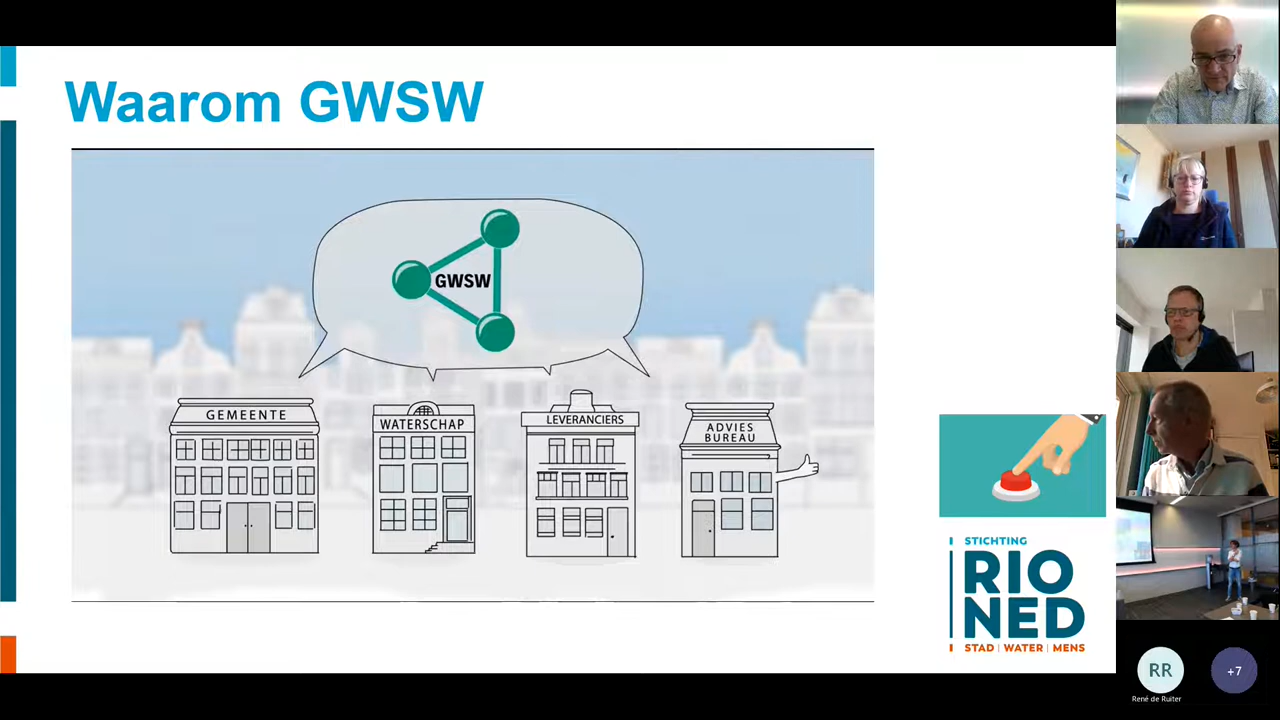 Waarom GWSW
GWSW
GEMEENTE
WATERSCHAP
LEVERANCIERS
ADVIES
BUREAU
STICHTING
RIO
NED
STAD | WATER | MENS
RR
+7
René de Ruiter